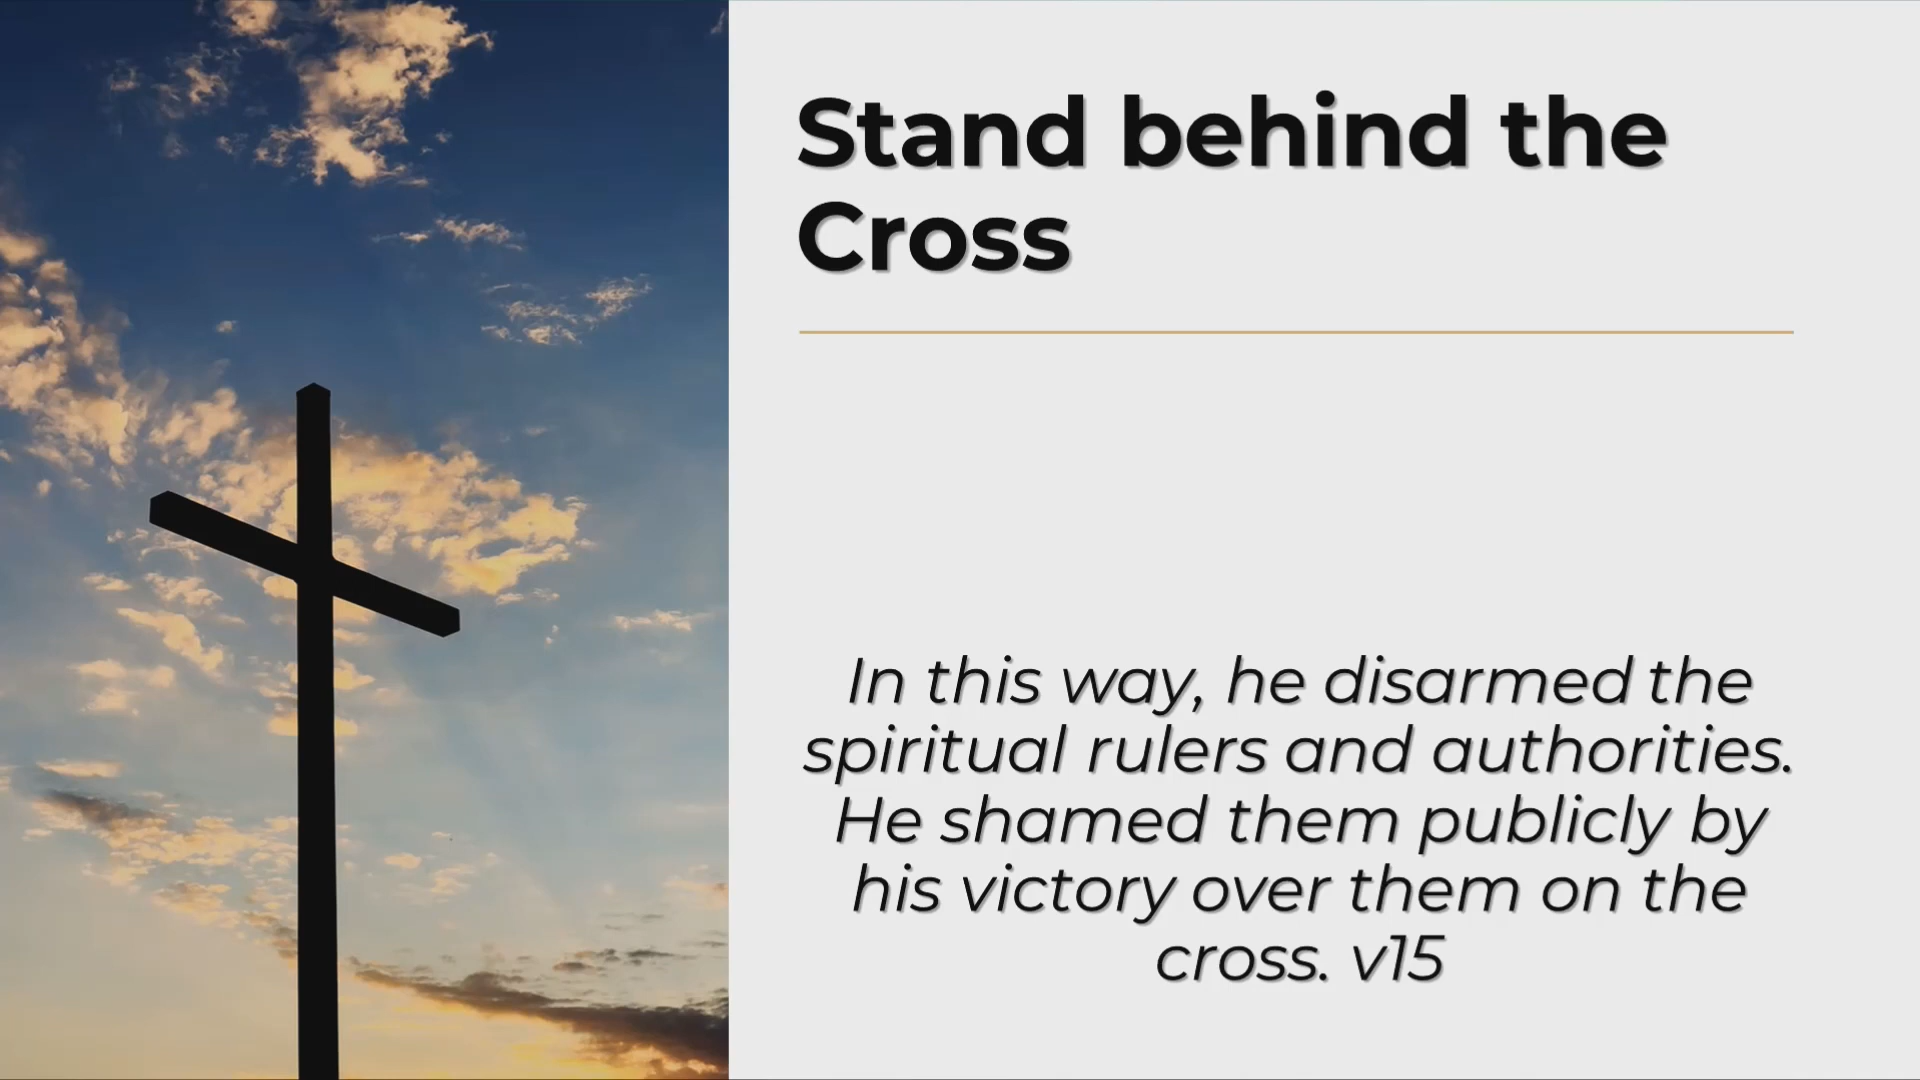 Stand behind the
Cross
In this way, he disarmed the
spiritual rulers and authorities.
He shamed them publicly by
his victory over them on the
cross. v15